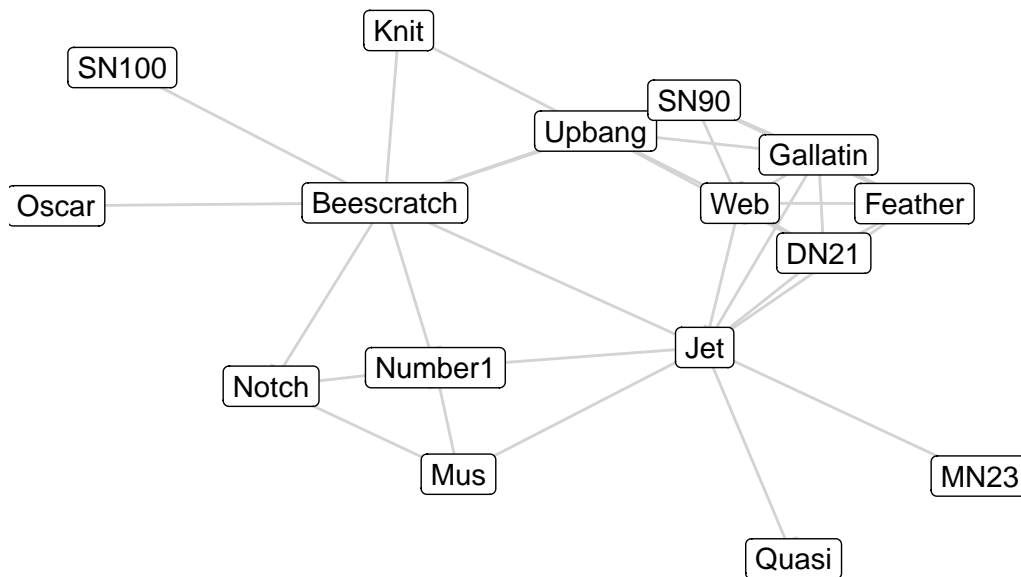 Knit
SN100
SN90
Upbang
Gallatin
Oscar
Beescratch
Web
Feather
DN21
Jet
Notch
Number1
Mus
MN23
Quasi